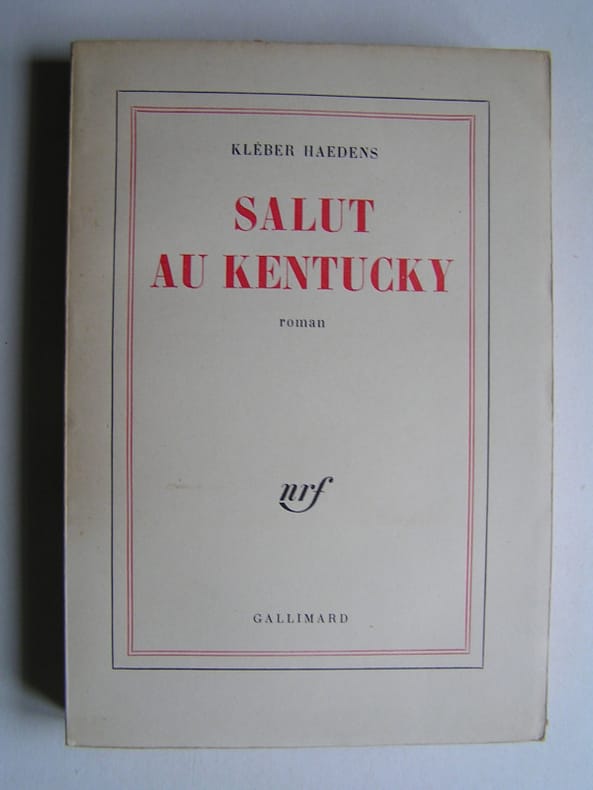 KLÉBER HAEDENS
SALUT
AU KENTUCKY
roman
nrf
GALLIMARD